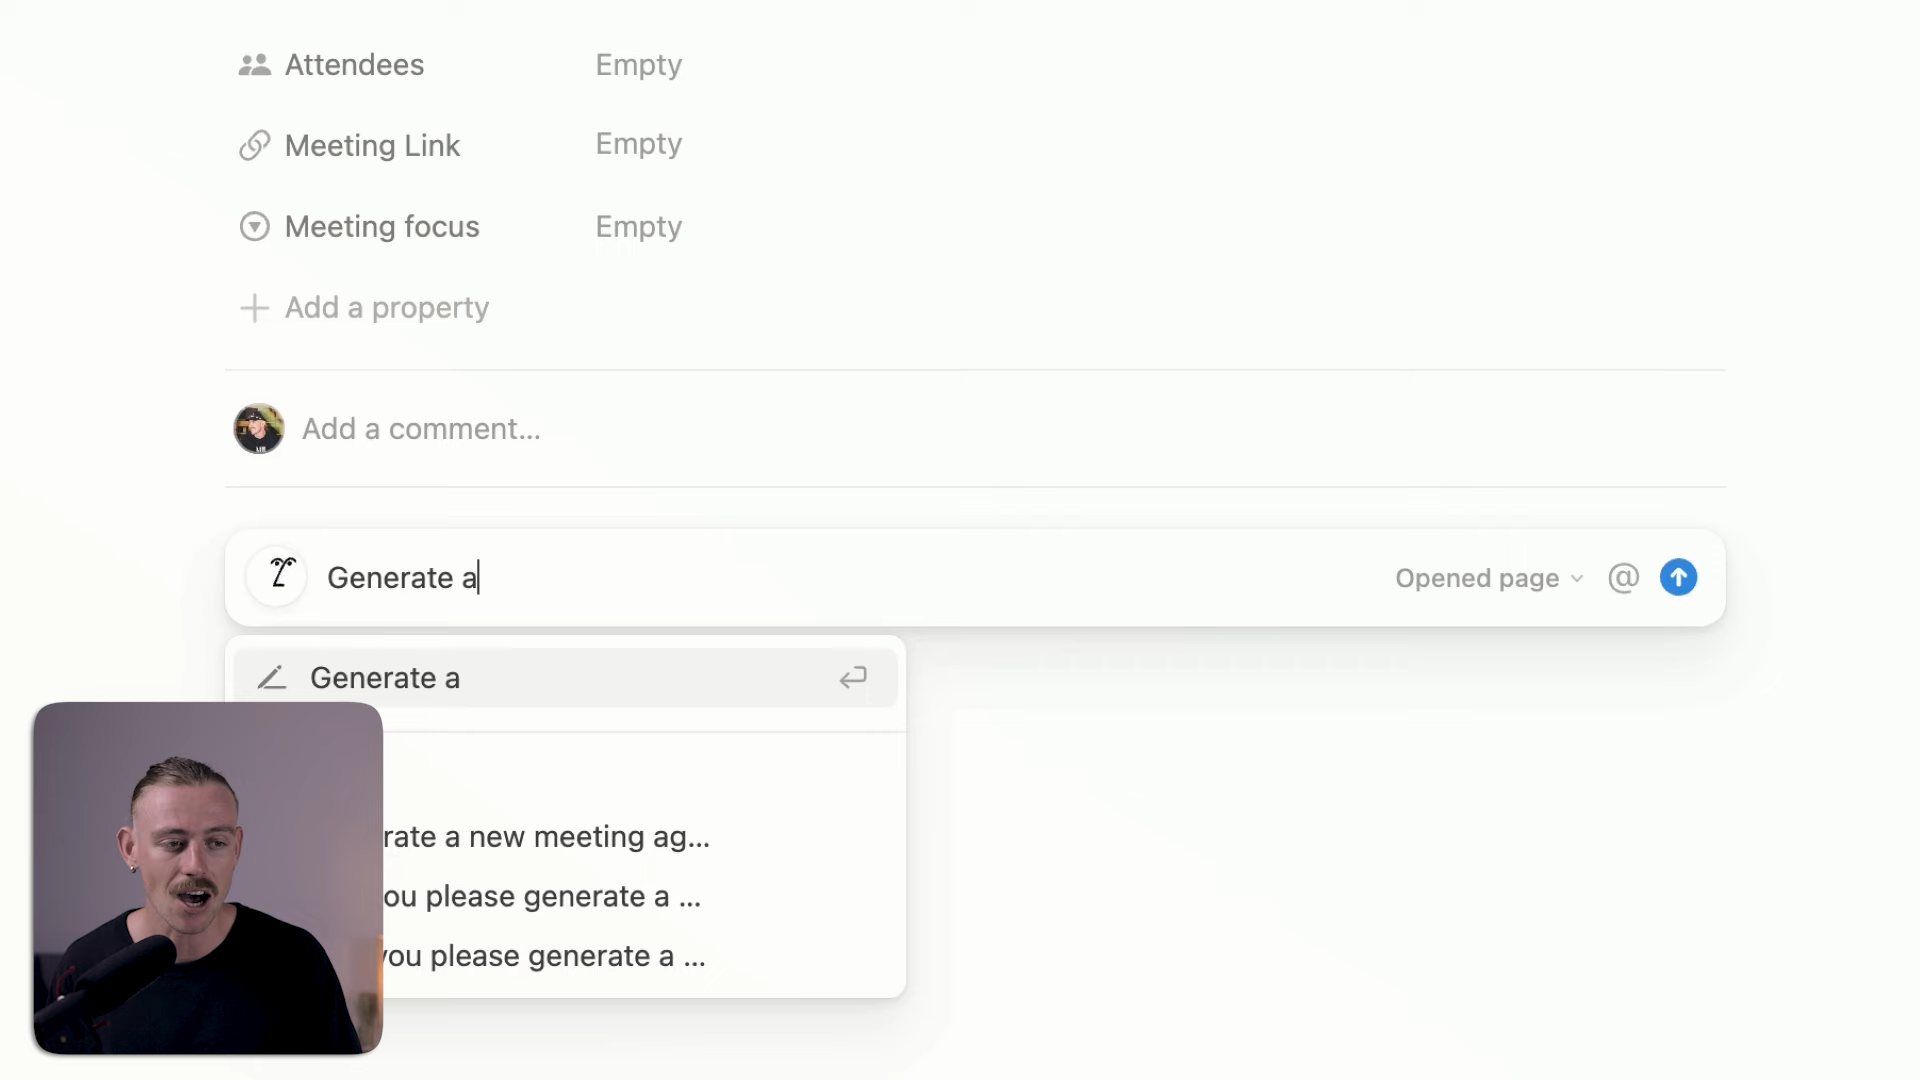 Attendees Empty
Meeting Link Empty
Meeting focus Empty
Add a property
Add a comment...
Generate a Opened page @
Generate a
rate a new meeting ag...
ou please generate a ...
you please generate a ...